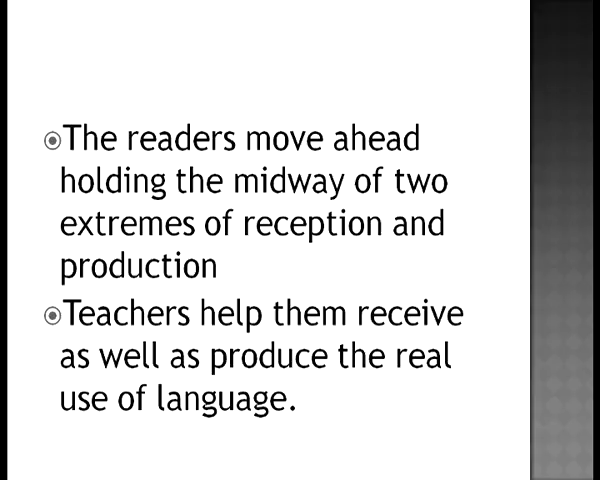 The readers move ahead
holding the midway of two
extremes of reception and
production
Teachers help them receive
as well as produce the real
use of language.